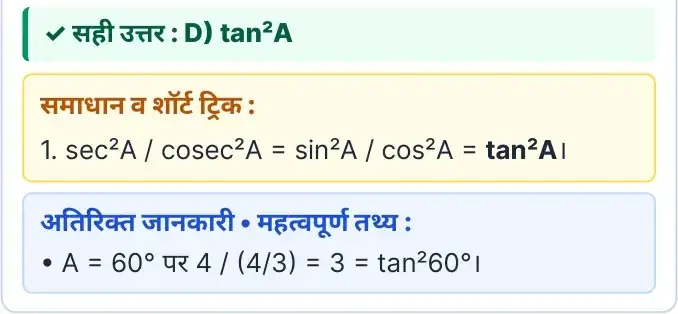 ✓ सही उत्तर : D) tan²A
समाधान व शॉर्ट ट्रिक :
1. sec²A / cosec²A = sin²A / cos²A = tan²A।
अतिरिक्त जानकारी • महत्वपूर्ण तथ्य :
• A = 60° पर 4 / (4/3) = 3 = tan²60°।